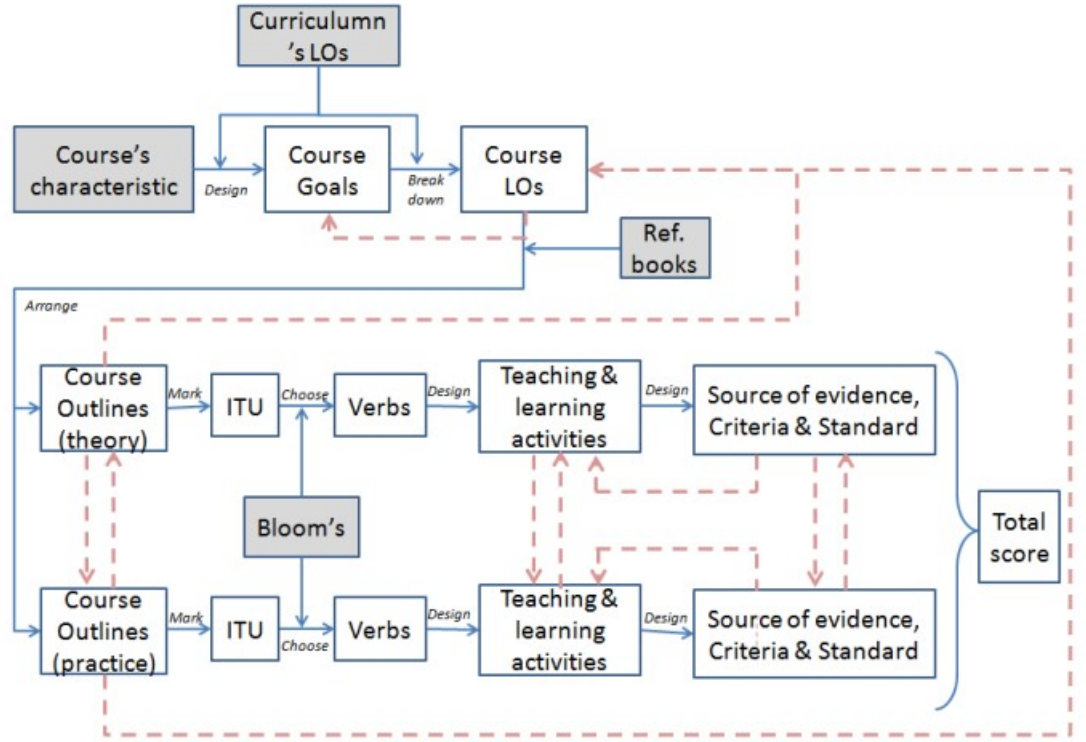 Curriculumn
's LOs
Course's
characteristic
Design
Course
Goals
Break
down
Course
LOs
Ref.
books
Arrange
Course
Outlines
(theory)
Mark
ITU
Choose
Verbs
Design
Teaching &
learning
activities
Design
Source of evidence,
Criteria & Standard
Bloom's
Total
score
Course
Outlines
(practice)
Mark
ITU
Choose
Verbs
Design
Teaching &
learning
activities
Design
Source of evidence,
Criteria & Standard